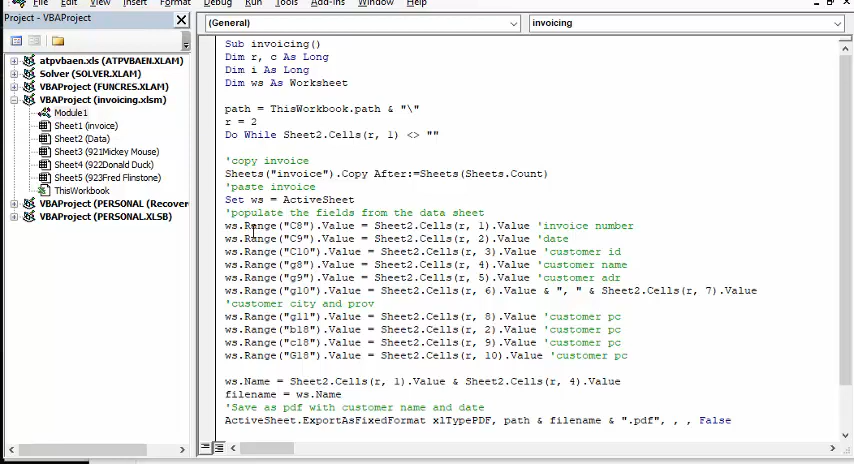 File Edit View Insert Format Debug Run Tools Add-Ins Window Help
Project - VBAProject
(General)
invoicing
atpvbaen.xls (ATPVBAEN.XLAM)
Solver (SOLVER.XLAM)
VBAProject (FUNCRES.XLAM)
VBAProject (invoicing.xlsm)
Module1
Sheet1 (invoice)
Sheet2 (Data)
Sheet3 (921Mickey Mouse)
Sheet4 (922Donald Duck)
Sheet5 (923Fred Flinstone)
ThisWorkbook
VBAProject (PERSONAL (Recover
VBAProject (PERSONAL.XLSB)
Sub invoicing()
Dim r, c As Long
Dim i As Long
Dim ws As Worksheet
path = ThisWorkbook.path & "\"
r = 2
Do While Sheet2.Cells(r, 1) <> ""
'copy invoice
Sheets("invoice").Copy After:=Sheets(Sheets.Count)
'paste invoice
Set ws = ActiveSheet
'populate the fields from the data sheet
ws.Range("C8").Value = Sheet2.Cells(r, 1).Value 'invoice number
ws.Range("C9").Value = Sheet2.Cells(r, 2).Value 'date
ws.Range("C10").Value = Sheet2.Cells(r, 3).Value 'customer id
ws.Range("g8").Value = Sheet2.Cells(r, 4).Value 'customer name
ws.Range("g9").Value = Sheet2.Cells(r, 5).Value 'customer adr
ws.Range("g10").Value = Sheet2.Cells(r, 6).Value & ", " & Sheet2.Cells(r, 7).Value
'customer city and prov
ws.Range("g11").Value = Sheet2.Cells(r, 8).Value 'customer pc
ws.Range("b18").Value = Sheet2.Cells(r, 2).Value 'customer pc
ws.Range("c18").Value = Sheet2.Cells(r, 9).Value 'customer pc
ws.Range("G18").Value = Sheet2.Cells(r, 10).Value 'customer pc
ws.Name = Sheet2.Cells(r, 1).Value & Sheet2.Cells(r, 4).Value
filename = ws.Name
'Save as pdf with customer name and date
ActiveSheet.ExportAsFixedFormat xlTypePDF, path & filename & ".pdf", , , False